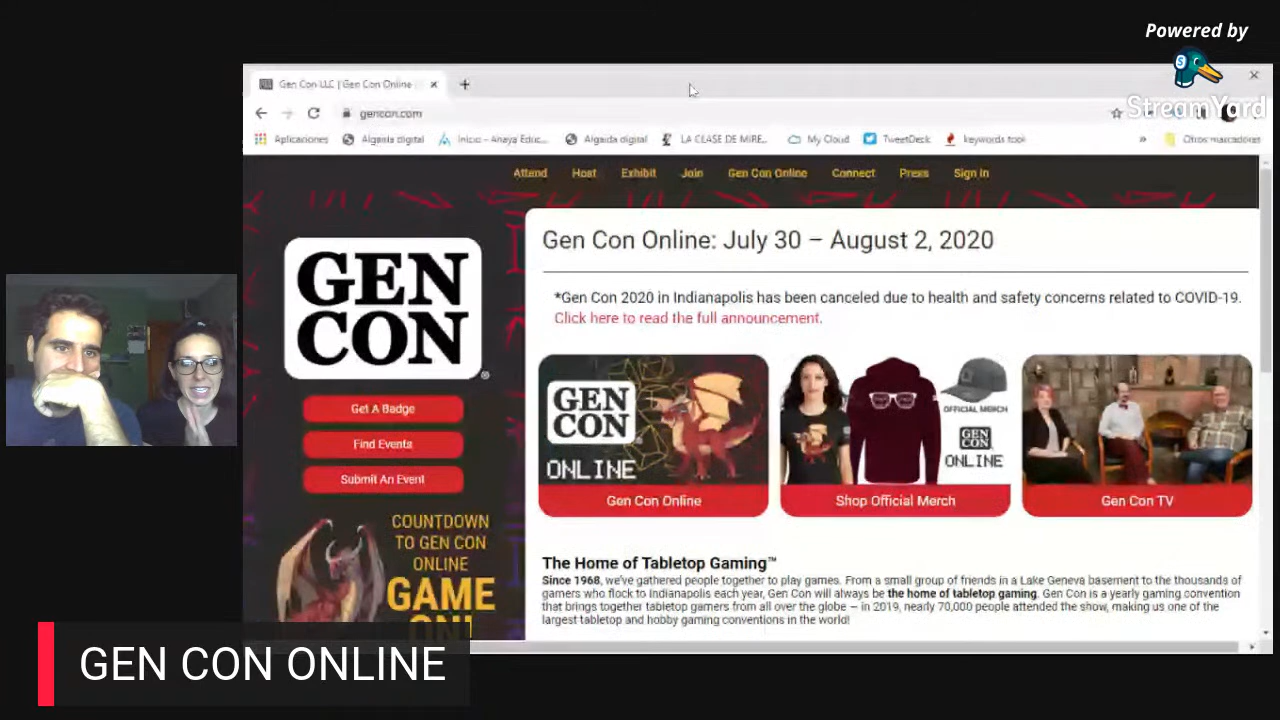 Powered by
StreamYard
Gen Con LLC | Gen Con Online
gencon.com
Aplicaciones
Algaida digital
Inicio - Anaya Educ...
Algaida digital
LA CLASE DE MIRE...
My Cloud
TweetDeck
keywords tool
»
Otros marcadores
Attend
Host
Exhibit
Join
Gen Con Online
Connect
Press
Sign In
GEN
CON
®
Get A Badge
Find Events
Submit An Event
COUNTDOWN
TO GEN CON
ONLINE
GAME
ON!
Gen Con Online: July 30 – August 2, 2020
*Gen Con 2020 in Indianapolis has been canceled due to health and safety concerns related to COVID-19.
Click here to read the full announcement.
GEN
CON
ONLINE
Gen Con Online
OFFICIAL MERCH
GEN
CON
ONLINE
Shop Official Merch
Gen Con TV
The Home of Tabletop Gaming™
Since 1968, we've gathered people together to play games. From a small group of friends in a Lake Geneva basement to the thousands of
gamers who flock to Indianapolis each year, Gen Con will always be the home of tabletop gaming. Gen Con is a yearly gaming convention
that brings together tabletop gamers from all over the globe — in 2019, nearly 70,000 people attended the show, making us one of the
largest tabletop and hobby gaming conventions in the world!
GEN CON ONLINE